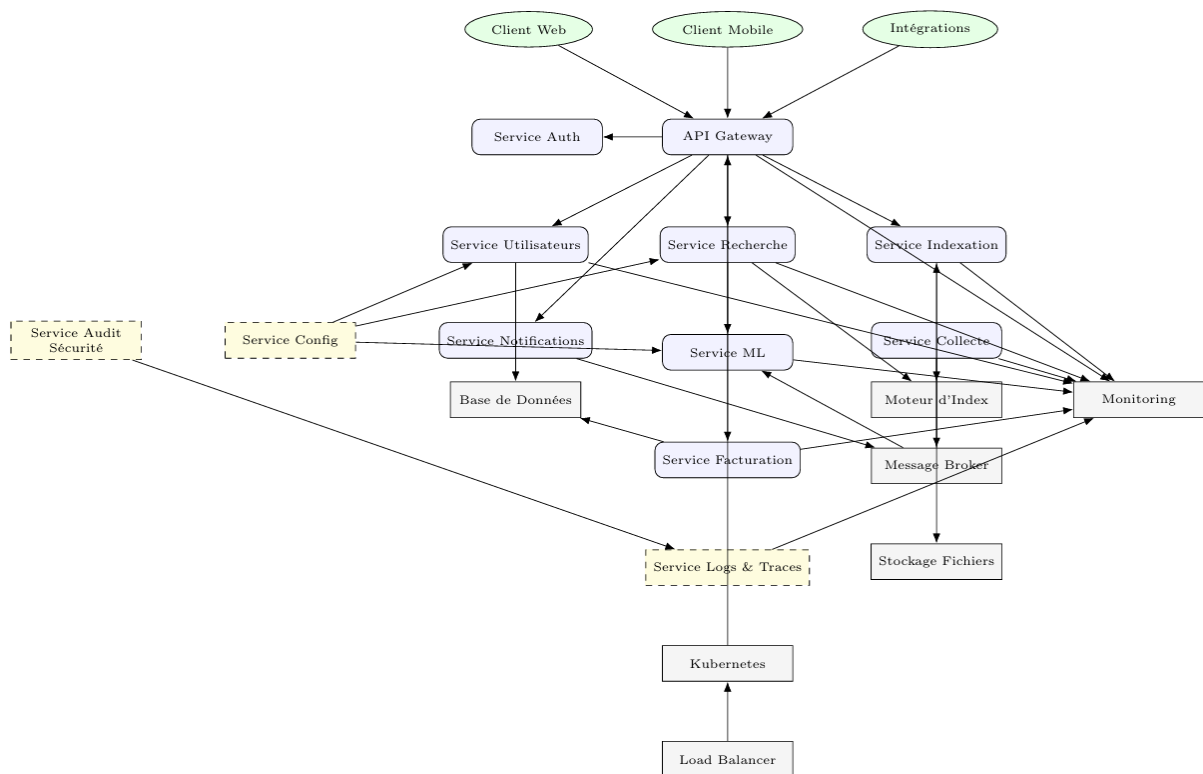 Client Web
Client Mobile
Intégrations
Service Auth
API Gateway
Service Utilisateurs
Service Recherche
Service Indexation
Service Audit
Sécurité
Service Config
Service Notifications
Service ML
Service Collecte
Base de Données
Moteur d'Index
Monitoring
Service Facturation
Message Broker
Service Logs & Traces
Stockage Fichiers
Kubernetes
Load Balancer